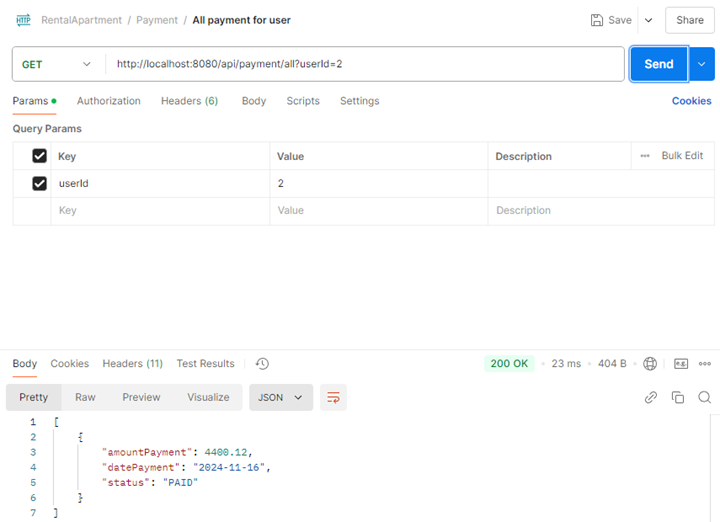 HTTP RentalApartment / Payment / All payment for user Save Share
GET http://localhost:8080/api/payment/all?userId=2 Send
Params Authorization Headers (6) Body Scripts Settings Cookies
Query Params
Key Value Description ••• Bulk Edit
userId 2
Key Value Description
Body Cookies Headers (11) Test Results 200 OK • 23 ms • 404 B e.g. •••
Pretty Raw Preview Visualize JSON
1 [
2 {
3 "amountPayment": 4400.12,
4 "datePayment": "2024-11-16",
5 "status": "PAID"
6 }
7 ]